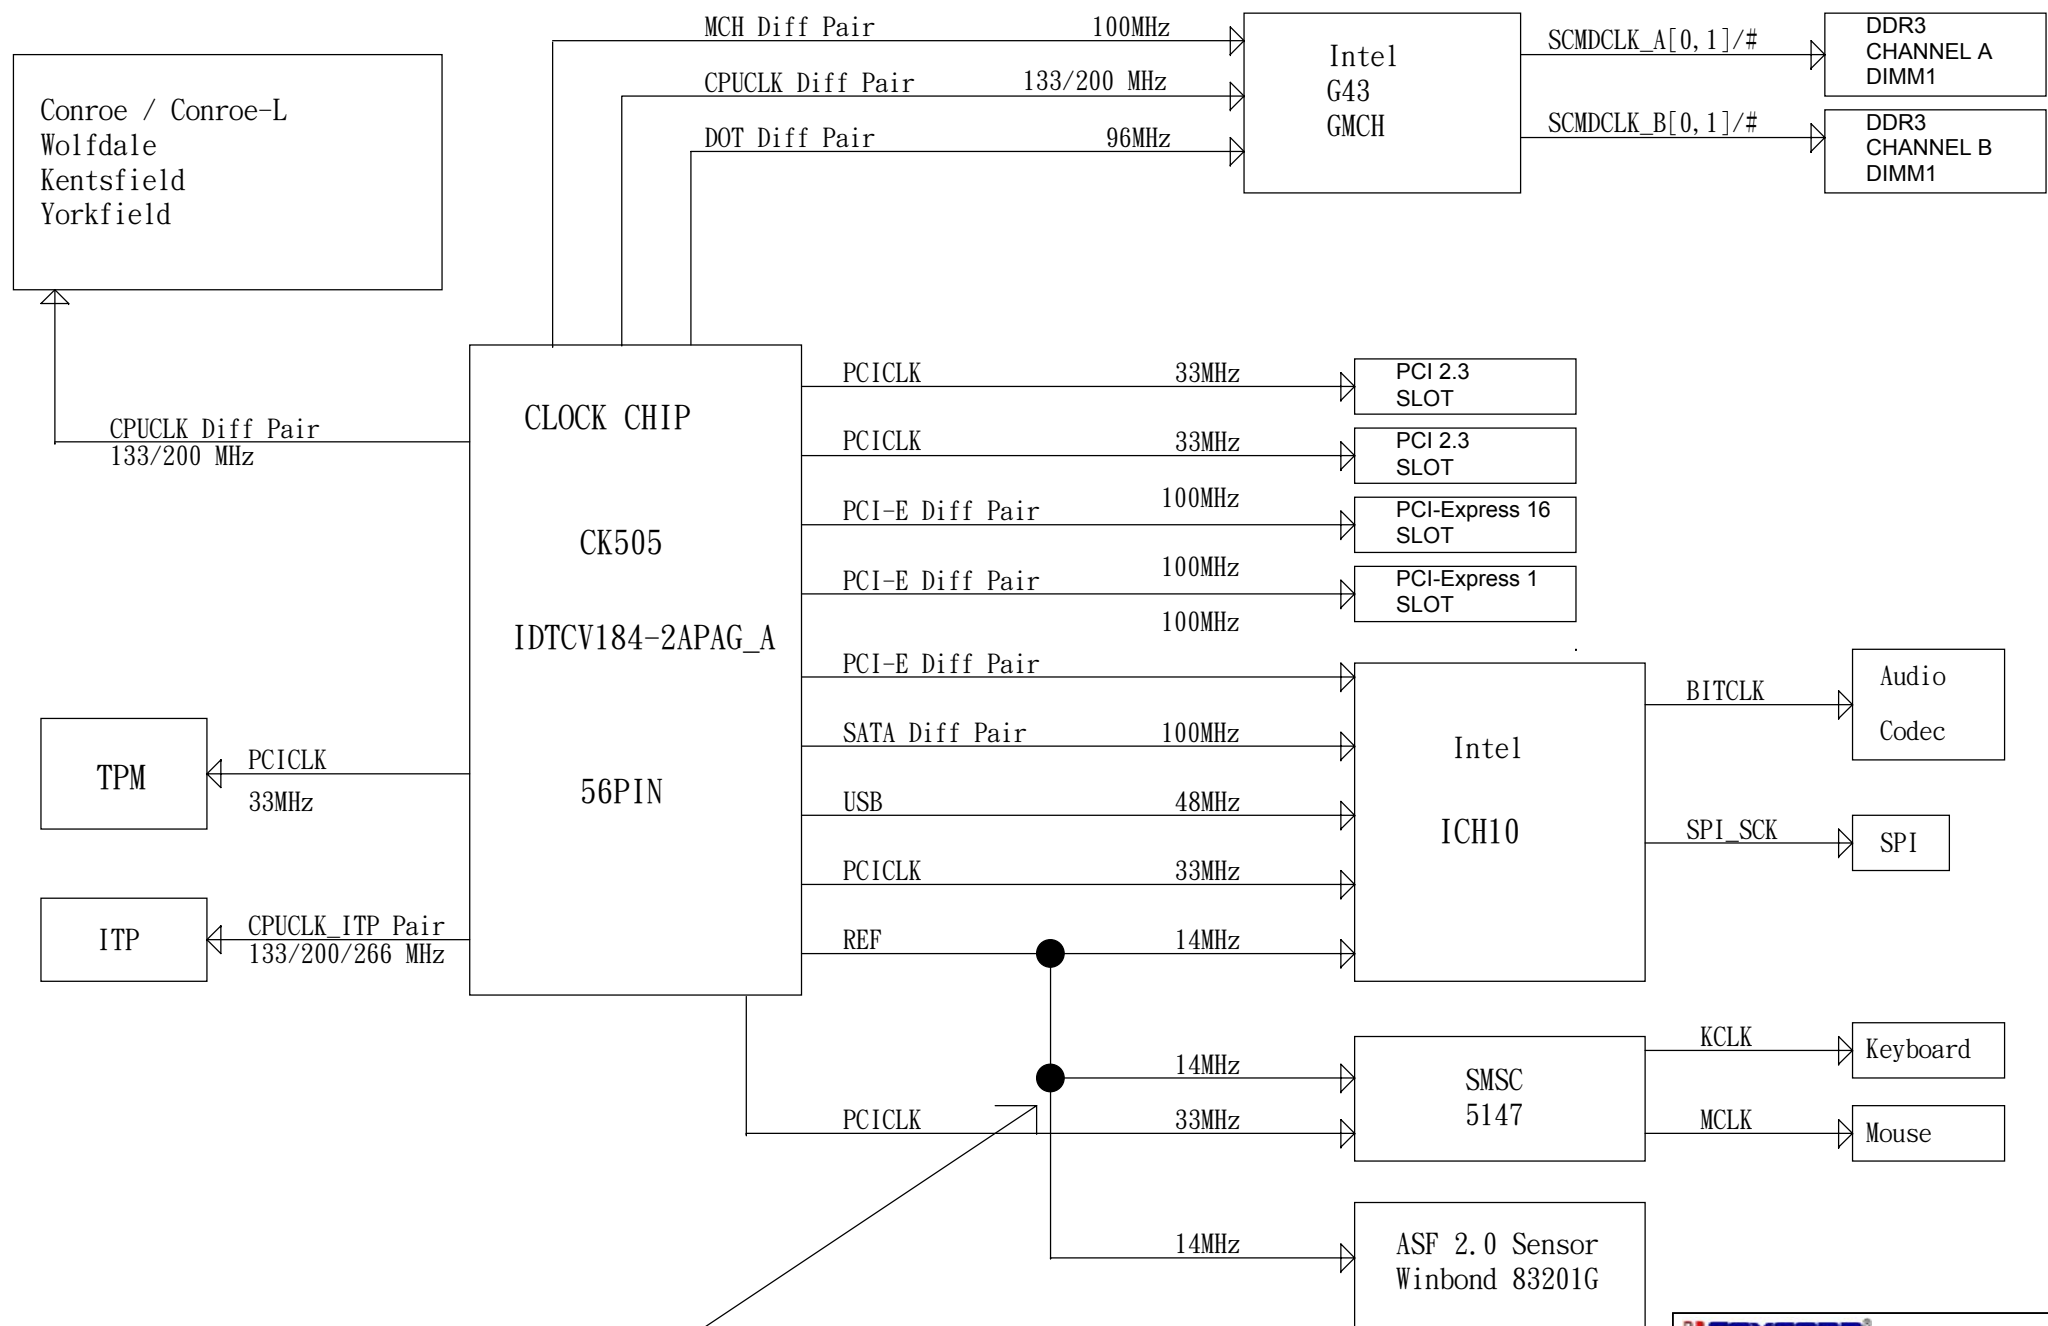 MCH Diff Pair 100MHz
CPUCLK Diff Pair 133/200 MHz
DOT Diff Pair 96MHz
Intel
G43
GMCH
SCMDCLK_A[0,1]/#
SCMDCLK_B[0,1]/#
DDR3
CHANNEL A
DIMM1
DDR3
CHANNEL B
DIMM1
Conroe / Conroe-L
Wolfdale
Kentsfield
Yorkfield
CPUCLK Diff Pair
133/200 MHz
CLOCK CHIP
CK505
IDTCV184-2APAG_A
56PIN
PCICLK 33MHz
PCI 2.3
SLOT
PCICLK 33MHz
PCI 2.3
SLOT
PCI-E Diff Pair 100MHz
PCI-Express 16
SLOT
PCI-E Diff Pair 100MHz
PCI-Express 1
SLOT
100MHz
PCI-E Diff Pair
SATA Diff Pair 100MHz
USB 48MHz
PCICLK 33MHz
REF 14MHz
Intel
ICH10
BITCLK
Audio
Codec
SPI_SCK
SPI
TPM
PCICLK
33MHz
ITP
CPUCLK_ITP Pair
133/200/266 MHz
14MHz
PCICLK 33MHz
SMSC
5147
KCLK
Keyboard
MCLK
Mouse
14MHz
ASF 2.0 Sensor
Winbond 83201G